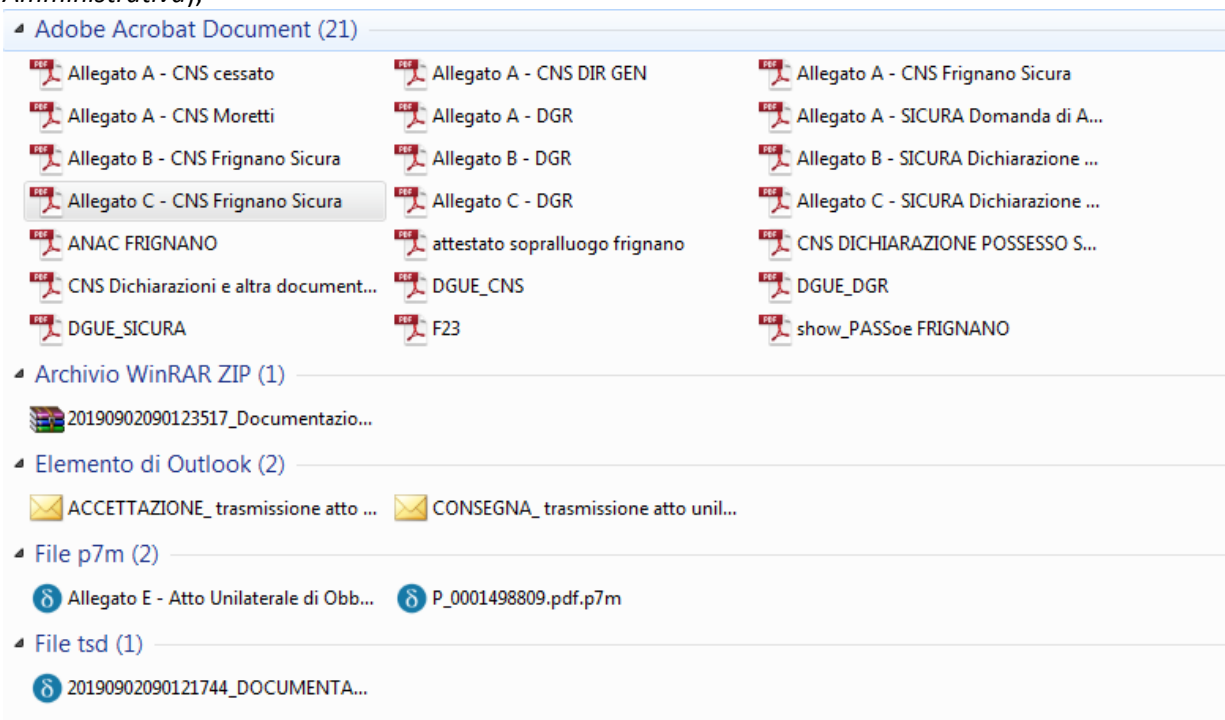 Amministrativa),
Adobe Acrobat Document (21)
Allegato A - CNS cessato Allegato A - CNS DIR GEN Allegato A - CNS Frignano Sicura
Allegato A - CNS Moretti Allegato A - DGR Allegato A - SICURA Domanda di A...
Allegato B - CNS Frignano Sicura Allegato B - DGR Allegato B - SICURA Dichiarazione ...
Allegato C - CNS Frignano Sicura Allegato C - DGR Allegato C - SICURA Dichiarazione ...
ANAC FRIGNANO attestato sopralluogo frignano CNS DICHIARAZIONE POSSESSO S...
CNS Dichiarazioni e altra document... DGUE_CNS DGUE_DGR
DGUE_SICURA F23 show_PASSoe FRIGNANO
Archivio WinRAR ZIP (1)
20190902090123517_Documentazio...
Elemento di Outlook (2)
ACCETTAZIONE_ trasmissione atto ... CONSEGNA_ trasmissione atto unil...
File p7m (2)
Allegato E - Atto Unilaterale di Obb... P_0001498809.pdf.p7m
File tsd (1)
20190902090121744_DOCUMENTA...